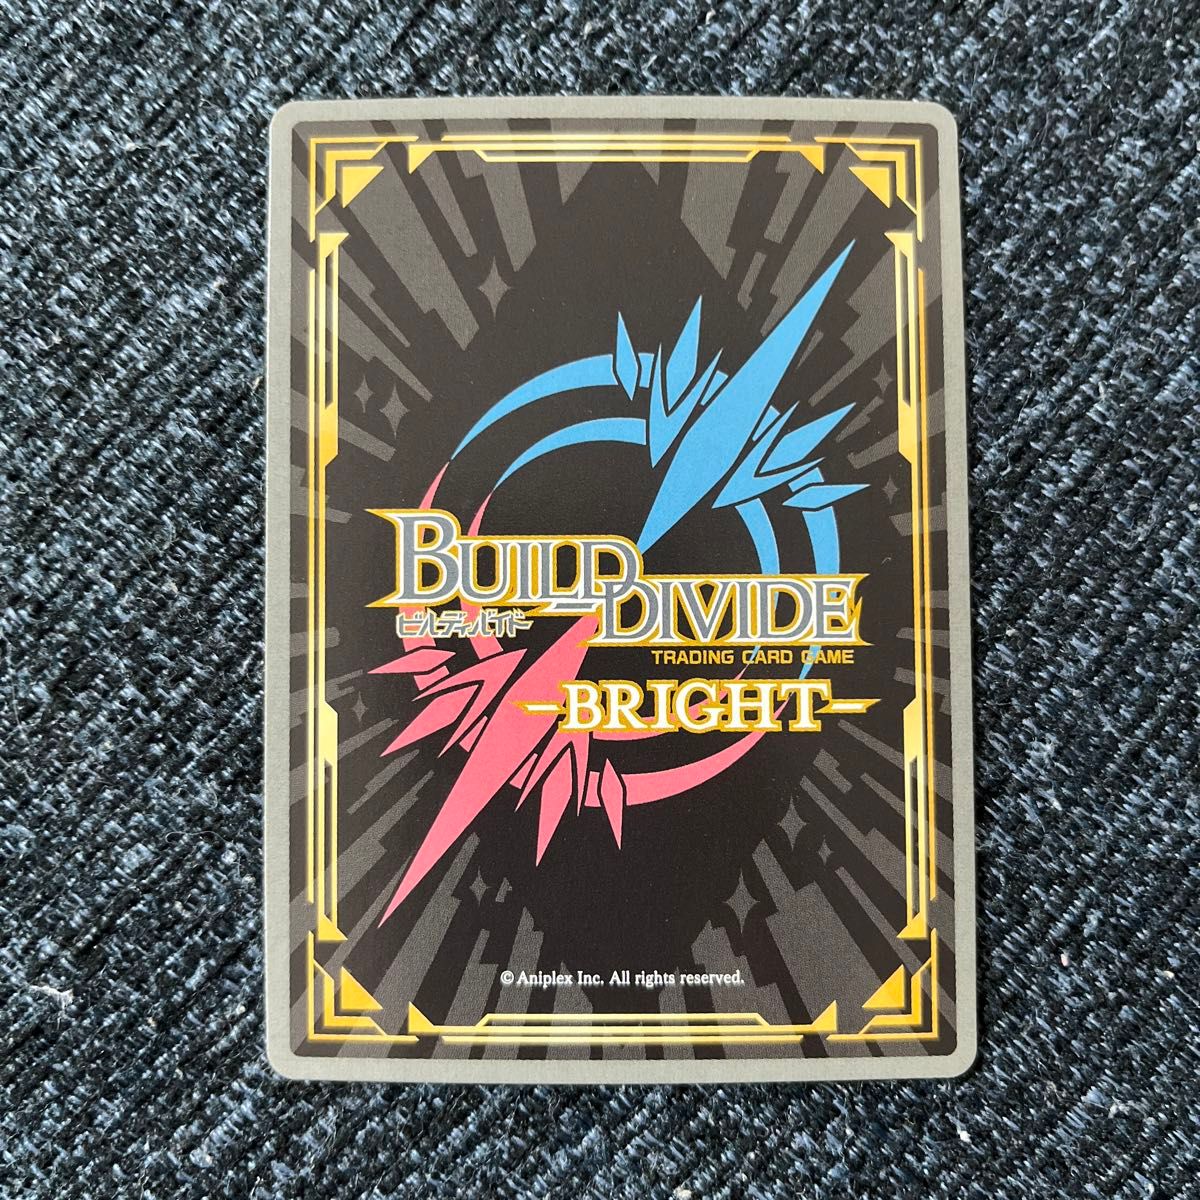 BUILD DIVIDE
ビルディバイド
TRADING CARD GAME
-BRIGHT-
© Aniplex Inc. All rights reserved.